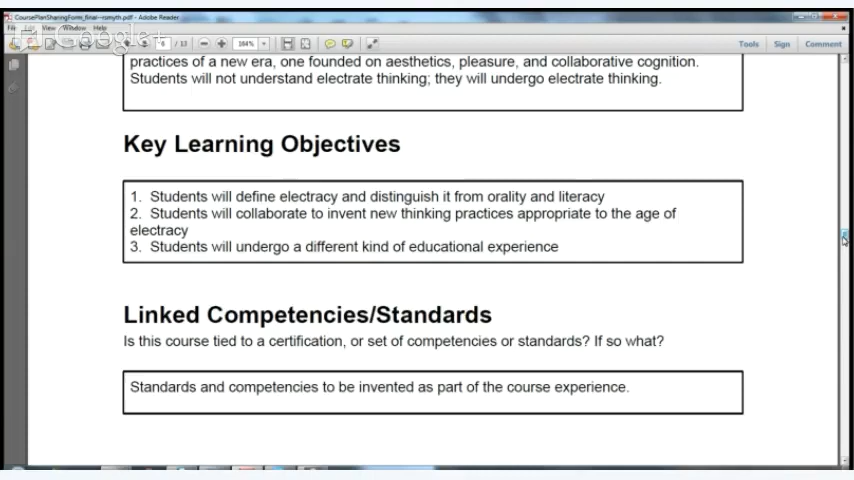 CoursePlanSharingForm_final--rsmyth.pdf - Adobe Reader
File Edit View Window Help
Google+
6 / 13 164% Tools Sign Comment
practices of a new era, one founded on aesthetics, pleasure, and collaborative cognition.
Students will not understand electrate thinking; they will undergo electrate thinking.
Key Learning Objectives
1. Students will define electracy and distinguish it from orality and literacy
2. Students will collaborate to invent new thinking practices appropriate to the age of
electracy
3. Students will undergo a different kind of educational experience
Linked Competencies/Standards
Is this course tied to a certification, or set of competencies or standards? If so what?
Standards and competencies to be invented as part of the course experience.